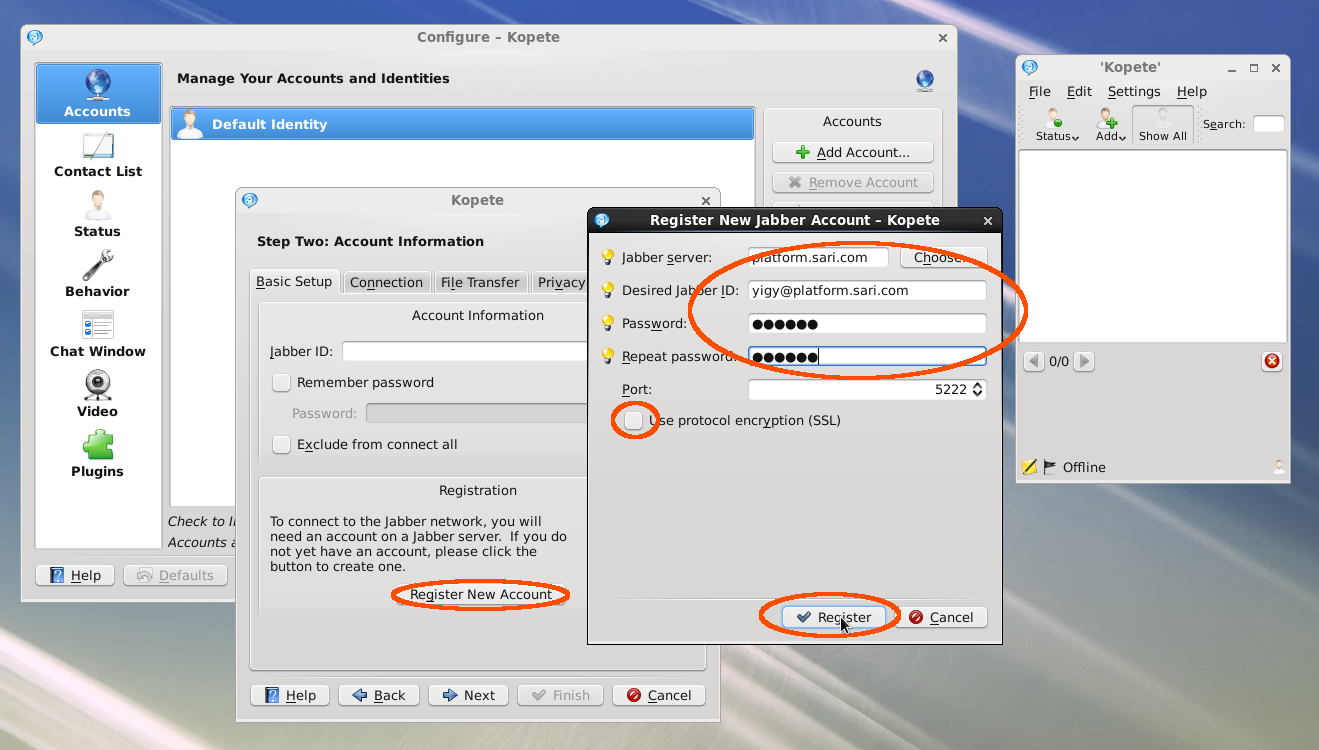 Configure – Kopete
Accounts
Contact List
Status
Behavior
Chat Window
Video
Plugins
Manage Your Accounts and Identities
Default Identity
Accounts
Add Account...
Remove Account
Check to
Accounts
Help
Defaults
Kopete
Step Two: Account Information
Basic Setup
Connection
File Transfer
Privacy
Account Information
Jabber ID:
Remember password
Password:
Exclude from connect all
Registration
To connect to the Jabber network, you will
need an account on a Jabber server. If you do
not yet have an account, please click the
button to create one.
Register New Account
Help
Back
Next
Finish
Cancel
Register New Jabber Account – Kopete
Jabber server: platform.sari.com Choose...
Desired Jabber ID: yigy@platform.sari.com
Password: ●●●●●●
Repeat password: ●●●●●●
Port: 5222
Use protocol encryption (SSL)
Register
Cancel
'Kopete'
File Edit Settings Help
Status Add Show All Search:
0/0
Offline